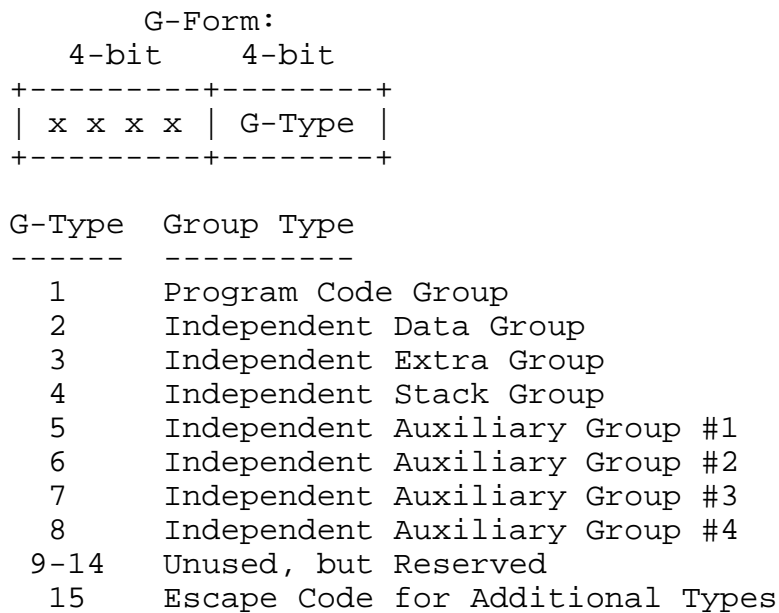 G-Form:
4-bit 4-bit
+---------+--------+
| x x x x | G-Type |
+---------+--------+
G-Type Group Type
------ ----------
1 Program Code Group
2 Independent Data Group
3 Independent Extra Group
4 Independent Stack Group
5 Independent Auxiliary Group #1
6 Independent Auxiliary Group #2
7 Independent Auxiliary Group #3
8 Independent Auxiliary Group #4
9-14 Unused, but Reserved
15 Escape Code for Additional Types